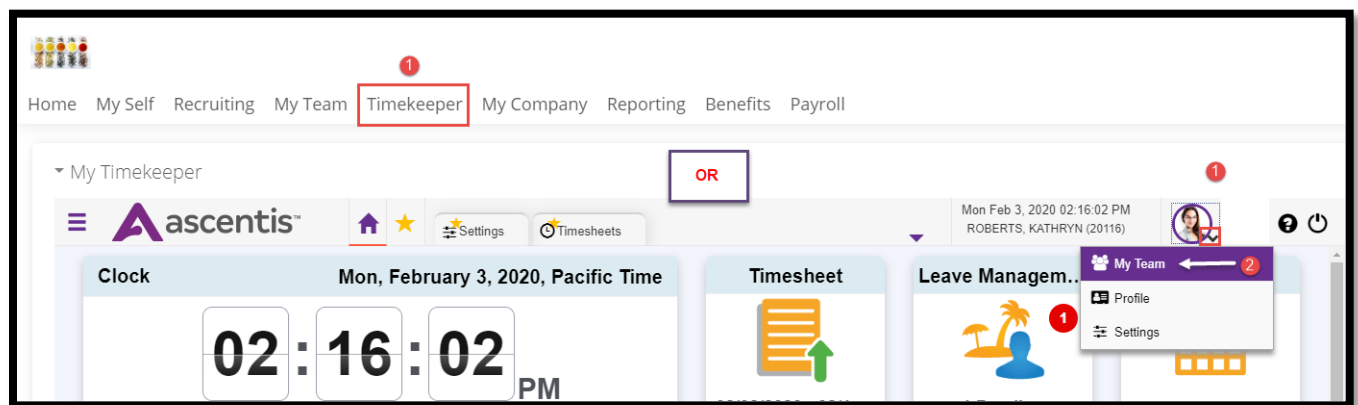 1
Home My Self Recruiting My Team Timekeeper My Company Reporting Benefits Payroll
My Timekeeper
OR
1
ascentis™
Settings
Timesheets
Mon Feb 3, 2020 02:16:02 PM
ROBERTS, KATHRYN (20116)
My Team
2
Profile
Settings
Clock
Mon, February 3, 2020, Pacific Time
02:16:02 PM
Timesheet
Leave Managem..
1